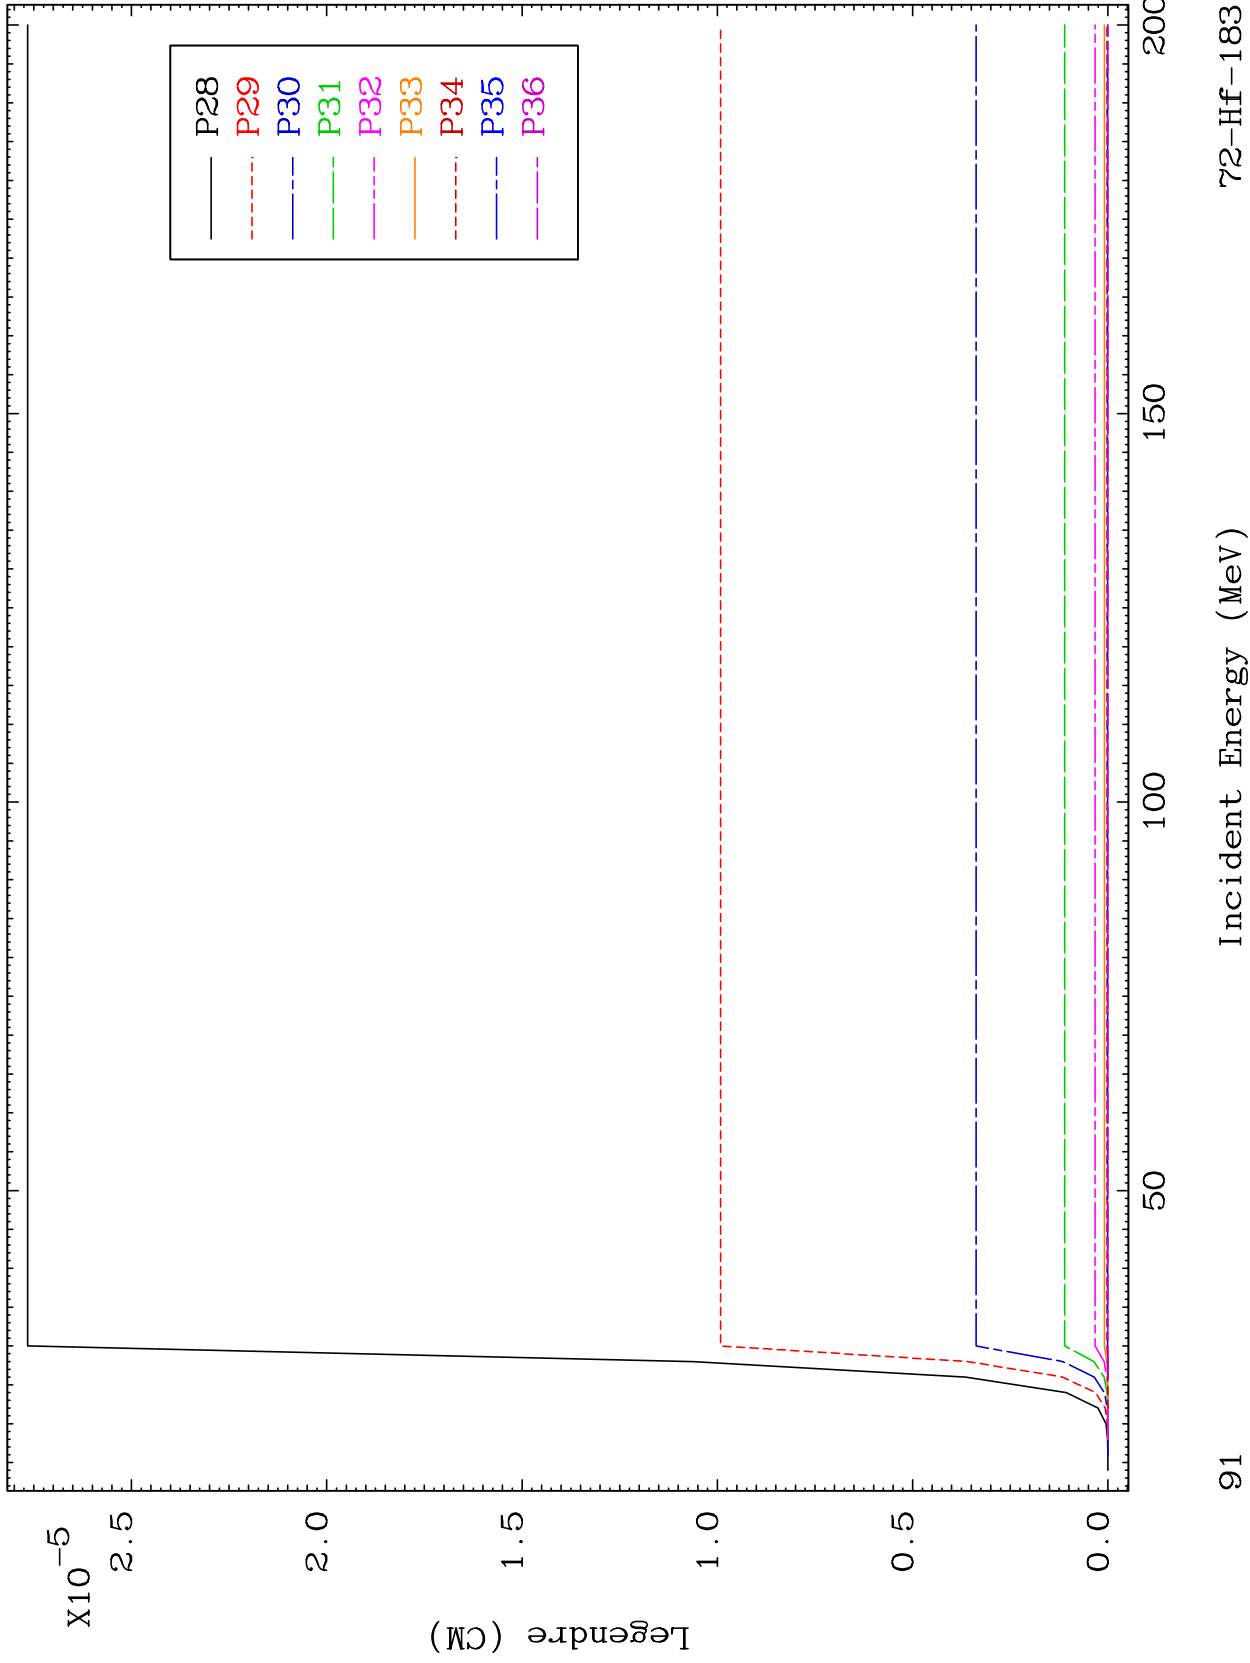 X10-5
2.5
2.0
1.5
1.0
0.5
0.0
Legendre (CM)
P28
P29
P30
P31
P32
P33
P34
P35
P36
50
100
150
200
Incident Energy (MeV)
91
72-Hf-183